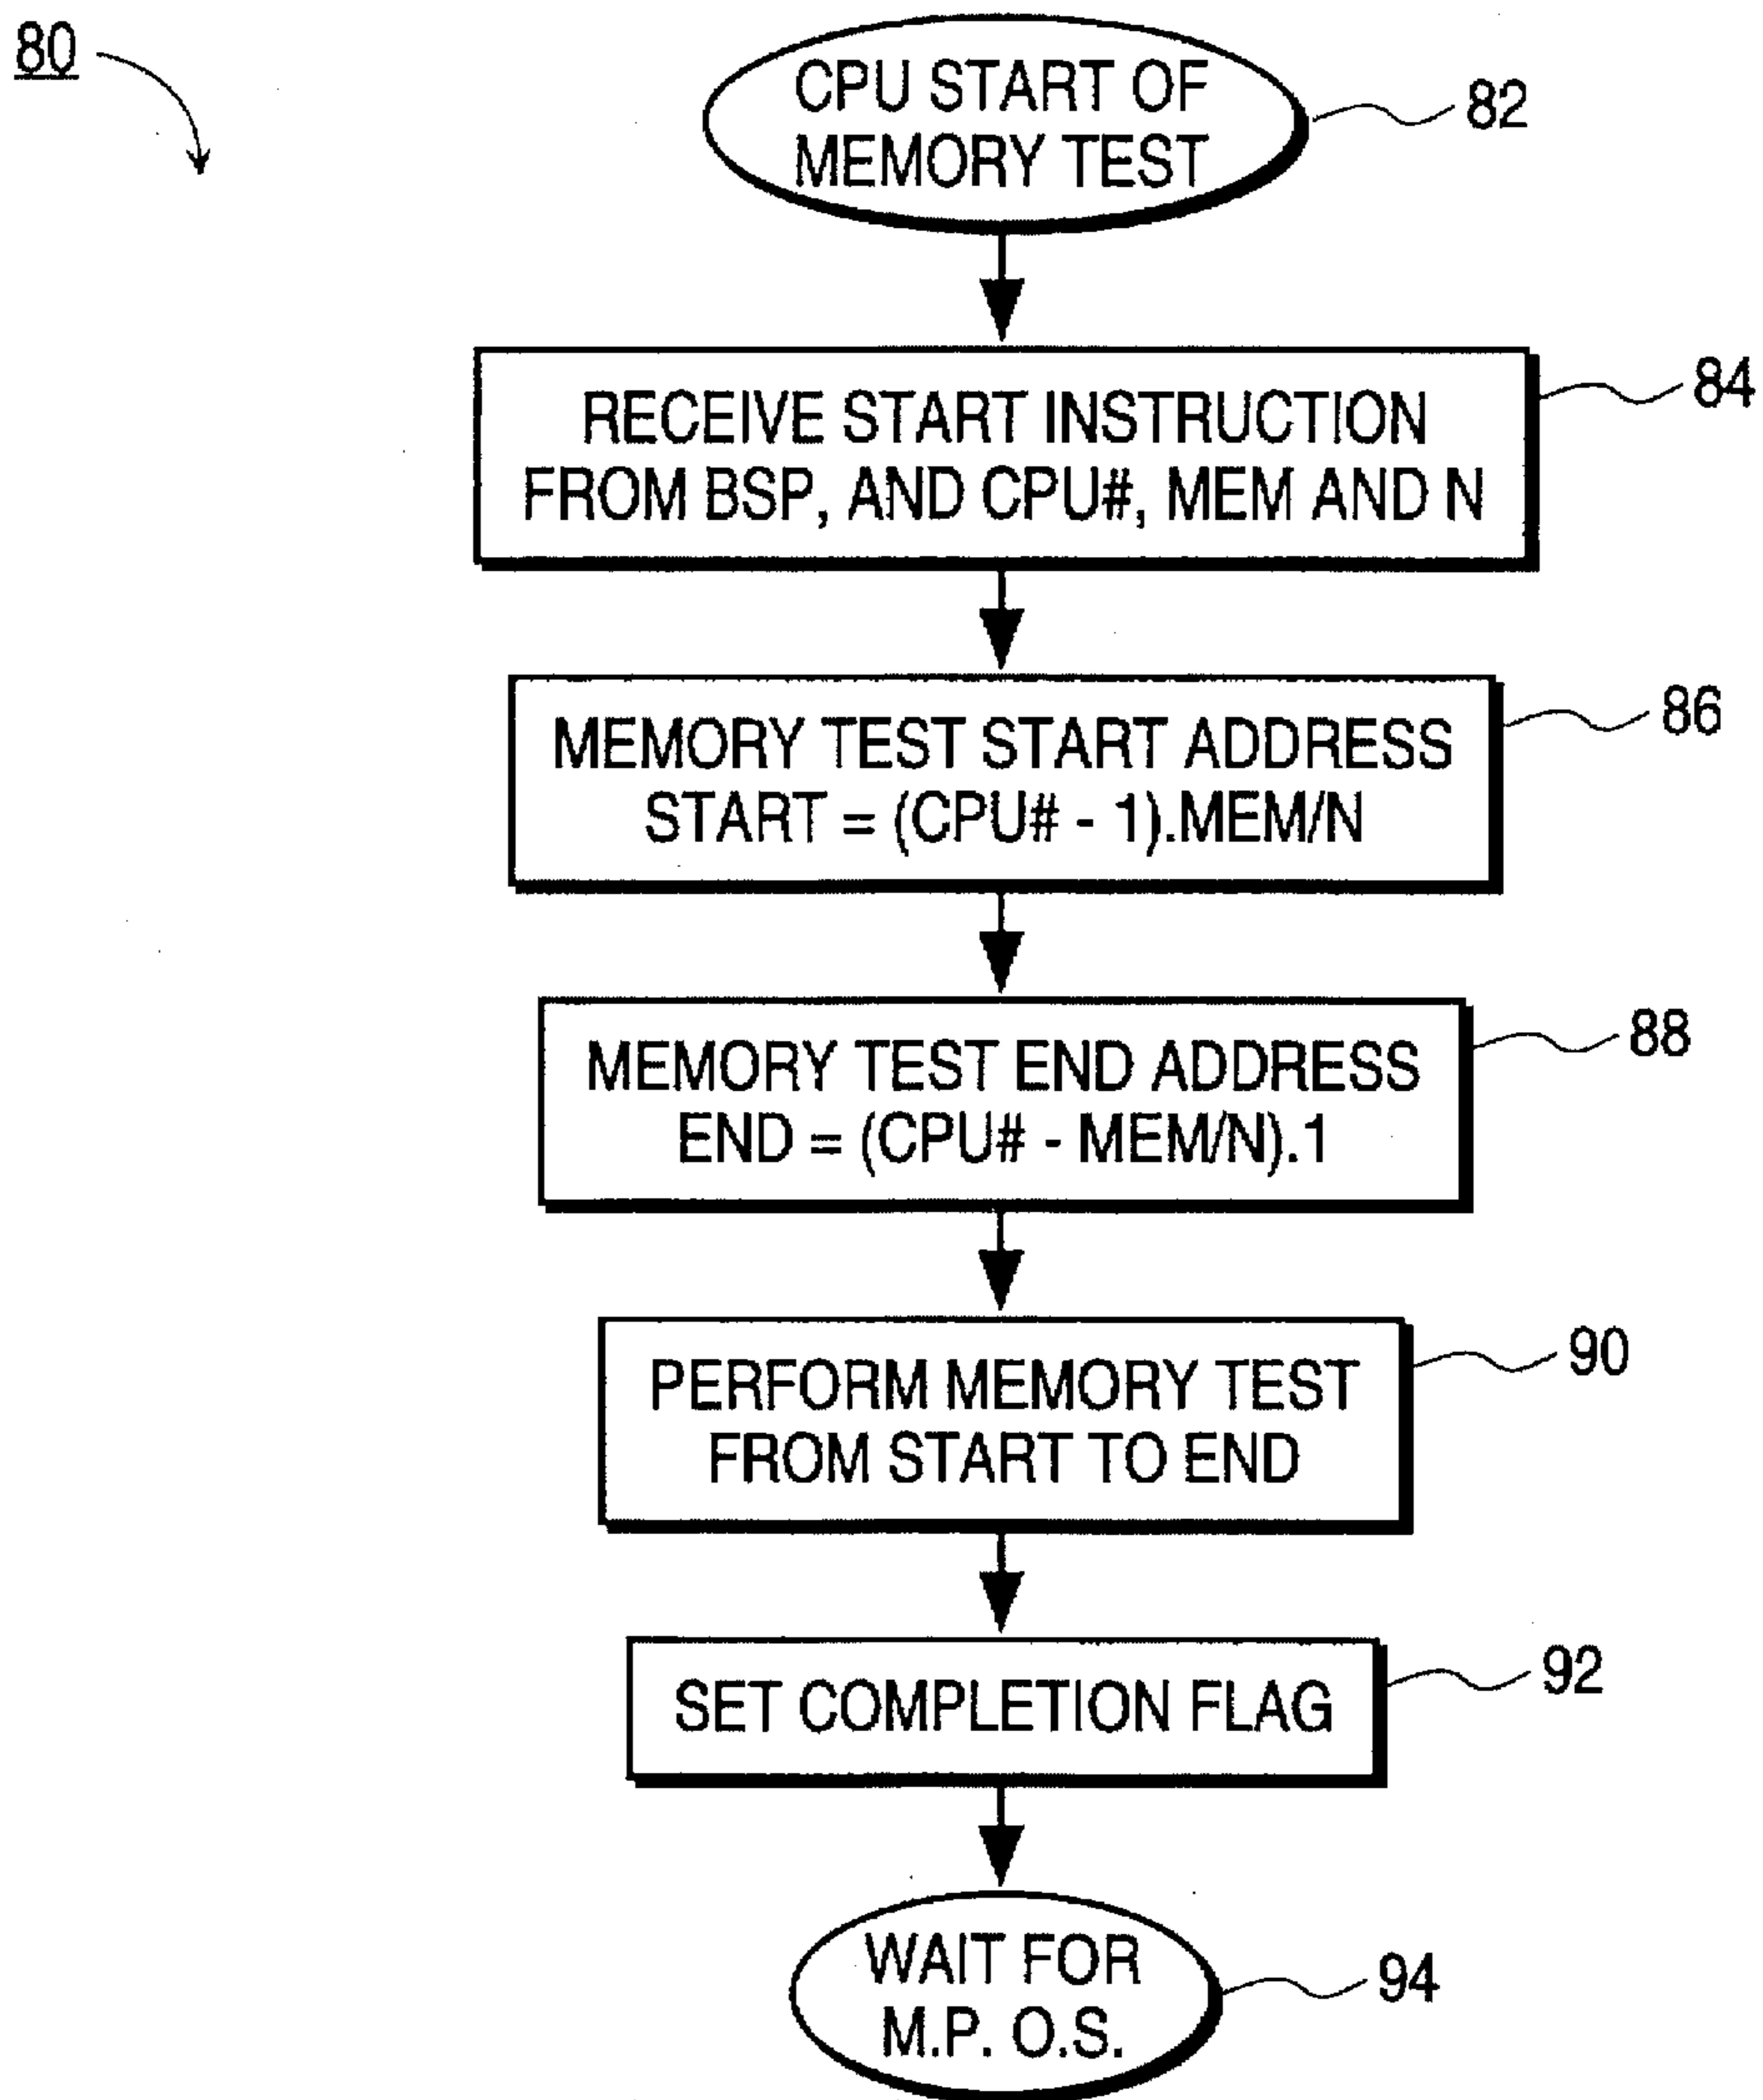 80
CPU START OF
MEMORY TEST
82
RECEIVE START INSTRUCTION
FROM BSP, AND CPU#, MEM AND N
84
MEMORY TEST START ADDRESS
START = (CPU# - 1).MEM/N
86
MEMORY TEST END ADDRESS
END = (CPU# - MEM/N).1
88
PERFORM MEMORY TEST
FROM START TO END
90
SET COMPLETION FLAG
92
WAIT FOR
M.P. O.S.
94